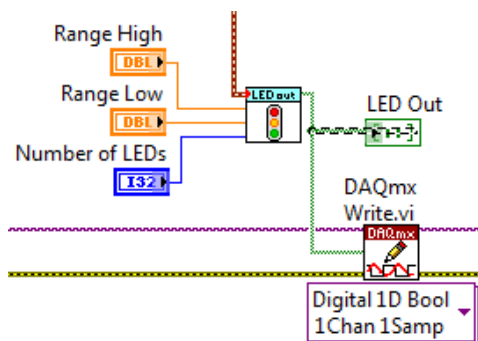 Range High
DBL
Range Low
DBL
Number of LEDs
I32
LED out
LED Out
DAQmx
Write.vi
DAQmx
Digital 1D Bool
1Chan 1Samp